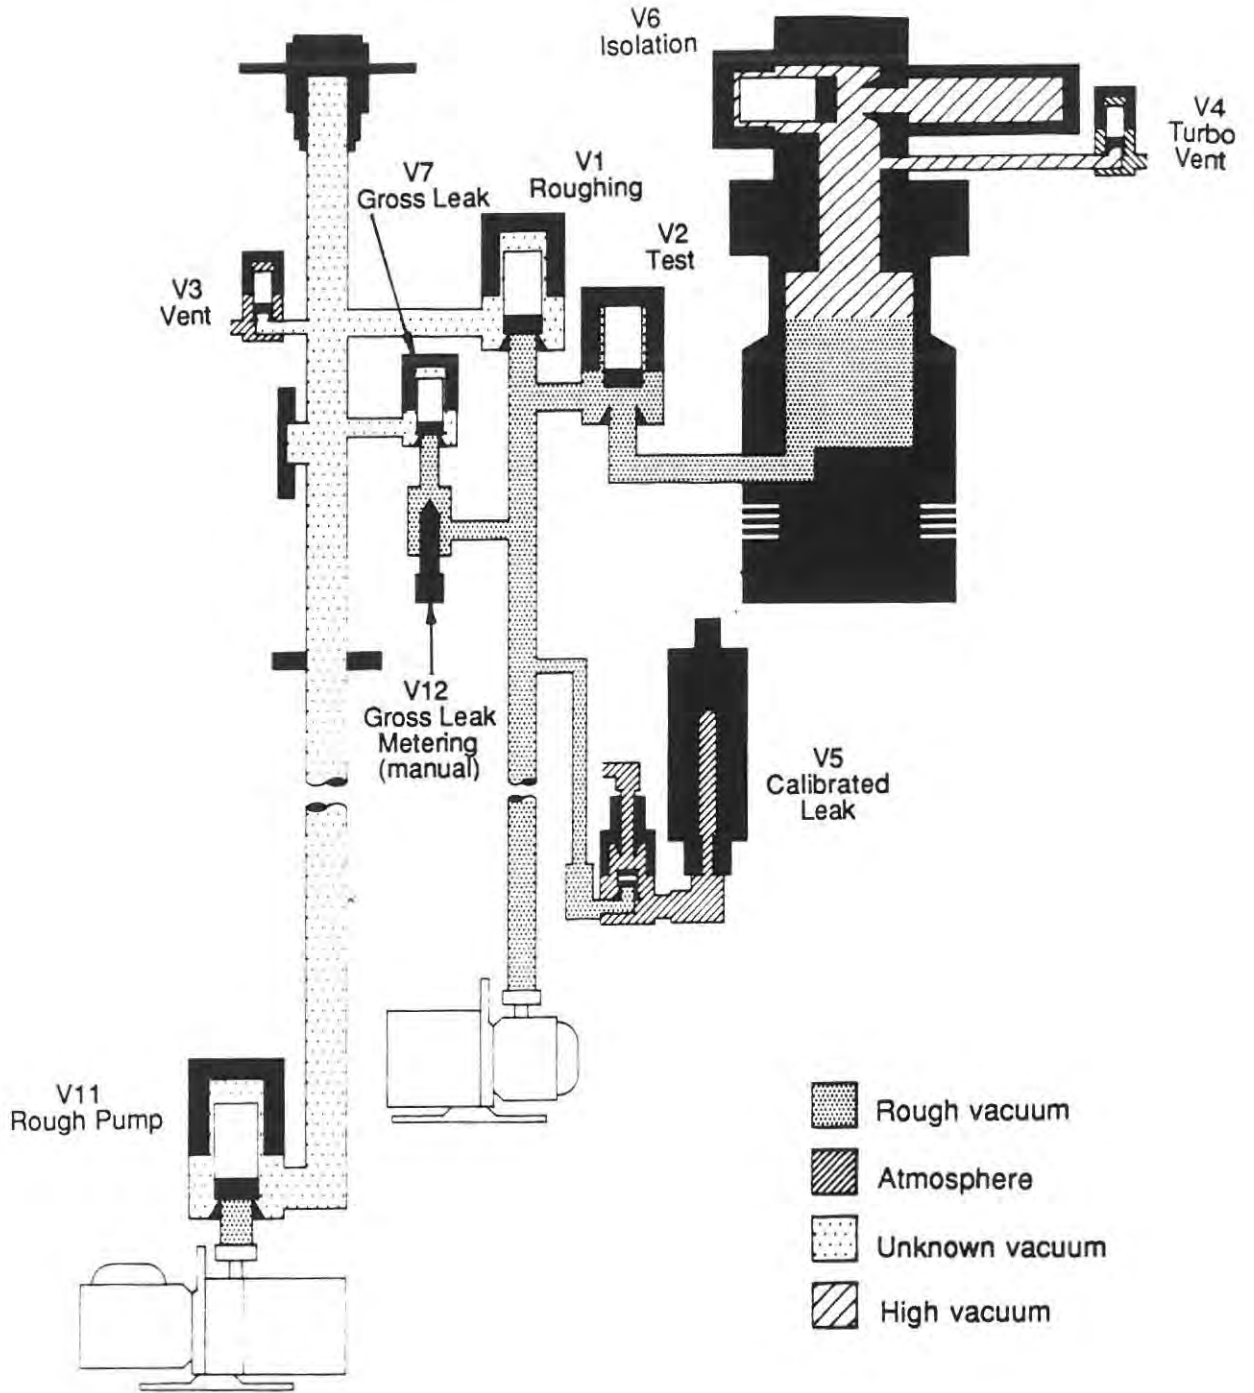 V6
Isolation
V4
Turbo
Vent
V1
Roughing
V7
Gross Leak
V2
Test
V3
Vent
V12
Gross Leak
Metering
(manual)
V5
Calibrated
Leak
V11
Rough Pump
Rough vacuum
Atmosphere
Unknown vacuum
High vacuum